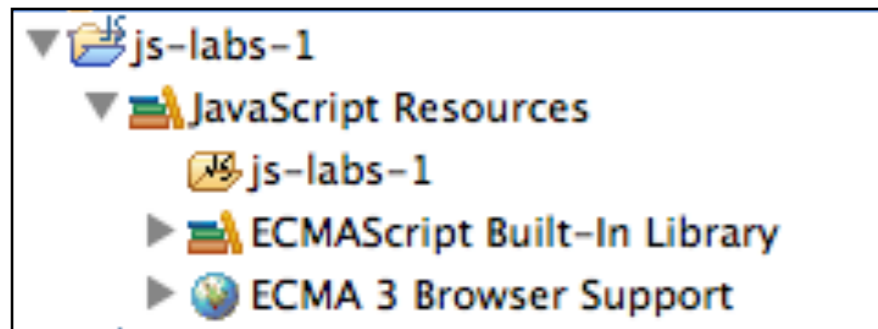 js-labs-1
JavaScript Resources
js-labs-1
ECMAScript Built-In Library
ECMA 3 Browser Support